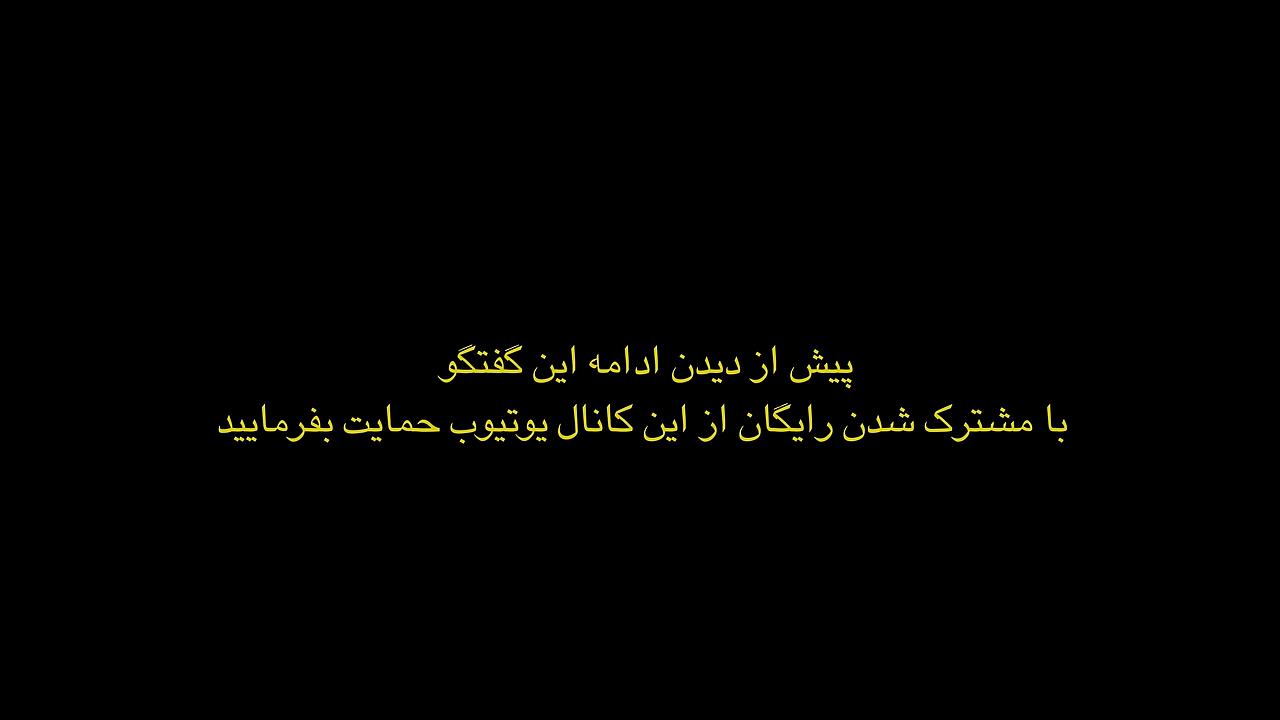 پیش از دیدن ادامه این گفتگو
با مشترک شدن رایگان از این کانال یوتیوب حمایت بفرمایید